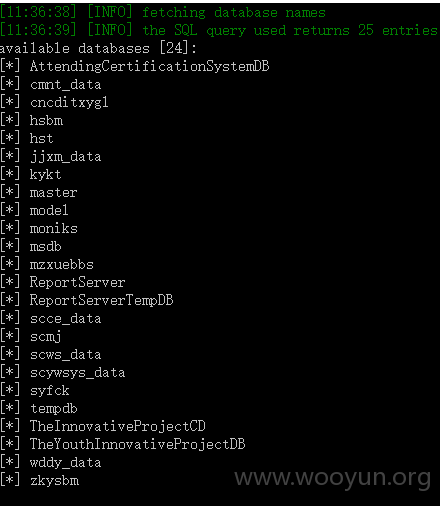 [11:36:38] [INFO] fetching database names
[11:36:39] [INFO] the SQL query used returns 25 entries
available databases [24]:
[*] AttendingCertificationSystemDB
[*] cmnt_data
[*] cncditxygl
[*] hsbm
[*] hst
[*] jjxm_data
[*] kykt
[*] master
[*] model
[*] moniks
[*] msdb
[*] mzxuebbs
[*] ReportServer
[*] ReportServerTempDB
[*] scce_data
[*] scmj
[*] scws_data
[*] scywsys_data
[*] syfck
[*] tempdb
[*] TheInnovativeProjectCD
[*] TheYouthInnovativeProjectDB
[*] wddy_data
[*] zkysbm
www.wooyun.org